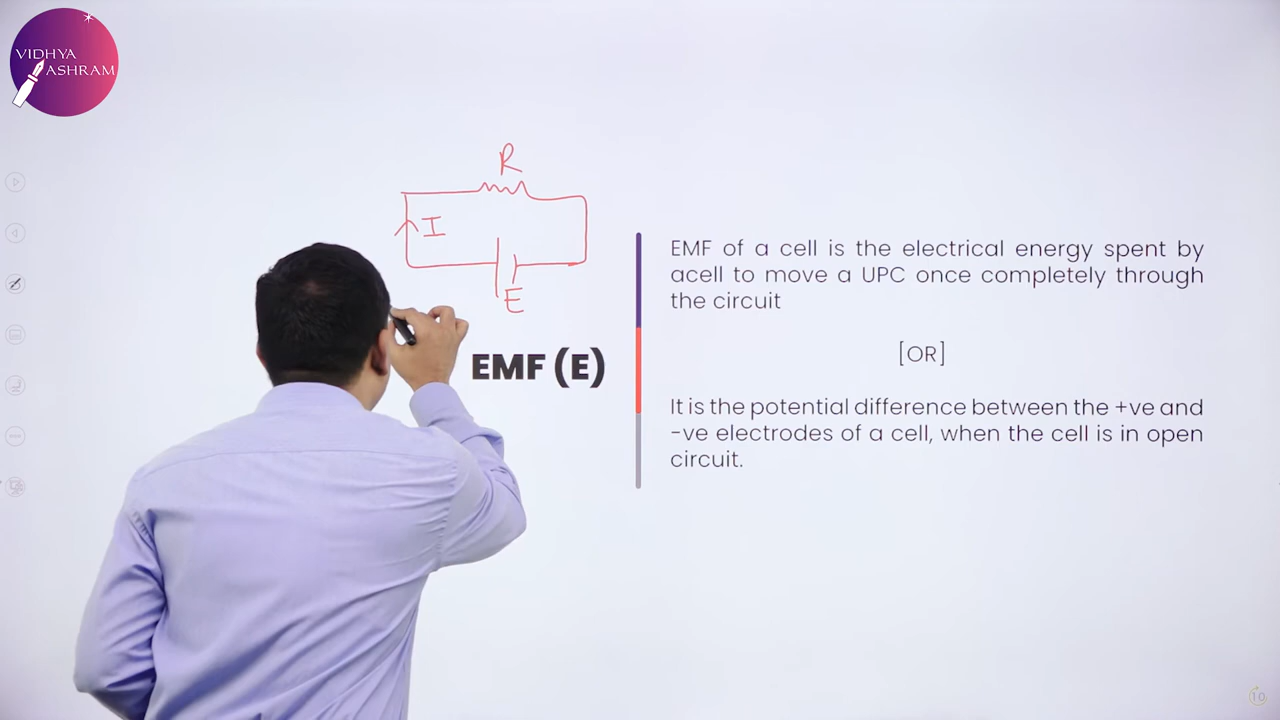 VIDHYA
ASHRAM
R
I
E
EMF (E)
EMF of a cell is the electrical energy spent by
acell to move a UPC once completely through
the circuit
[OR]
It is the potential difference between the +ve and
-ve electrodes of a cell, when the cell is in open
circuit.
10